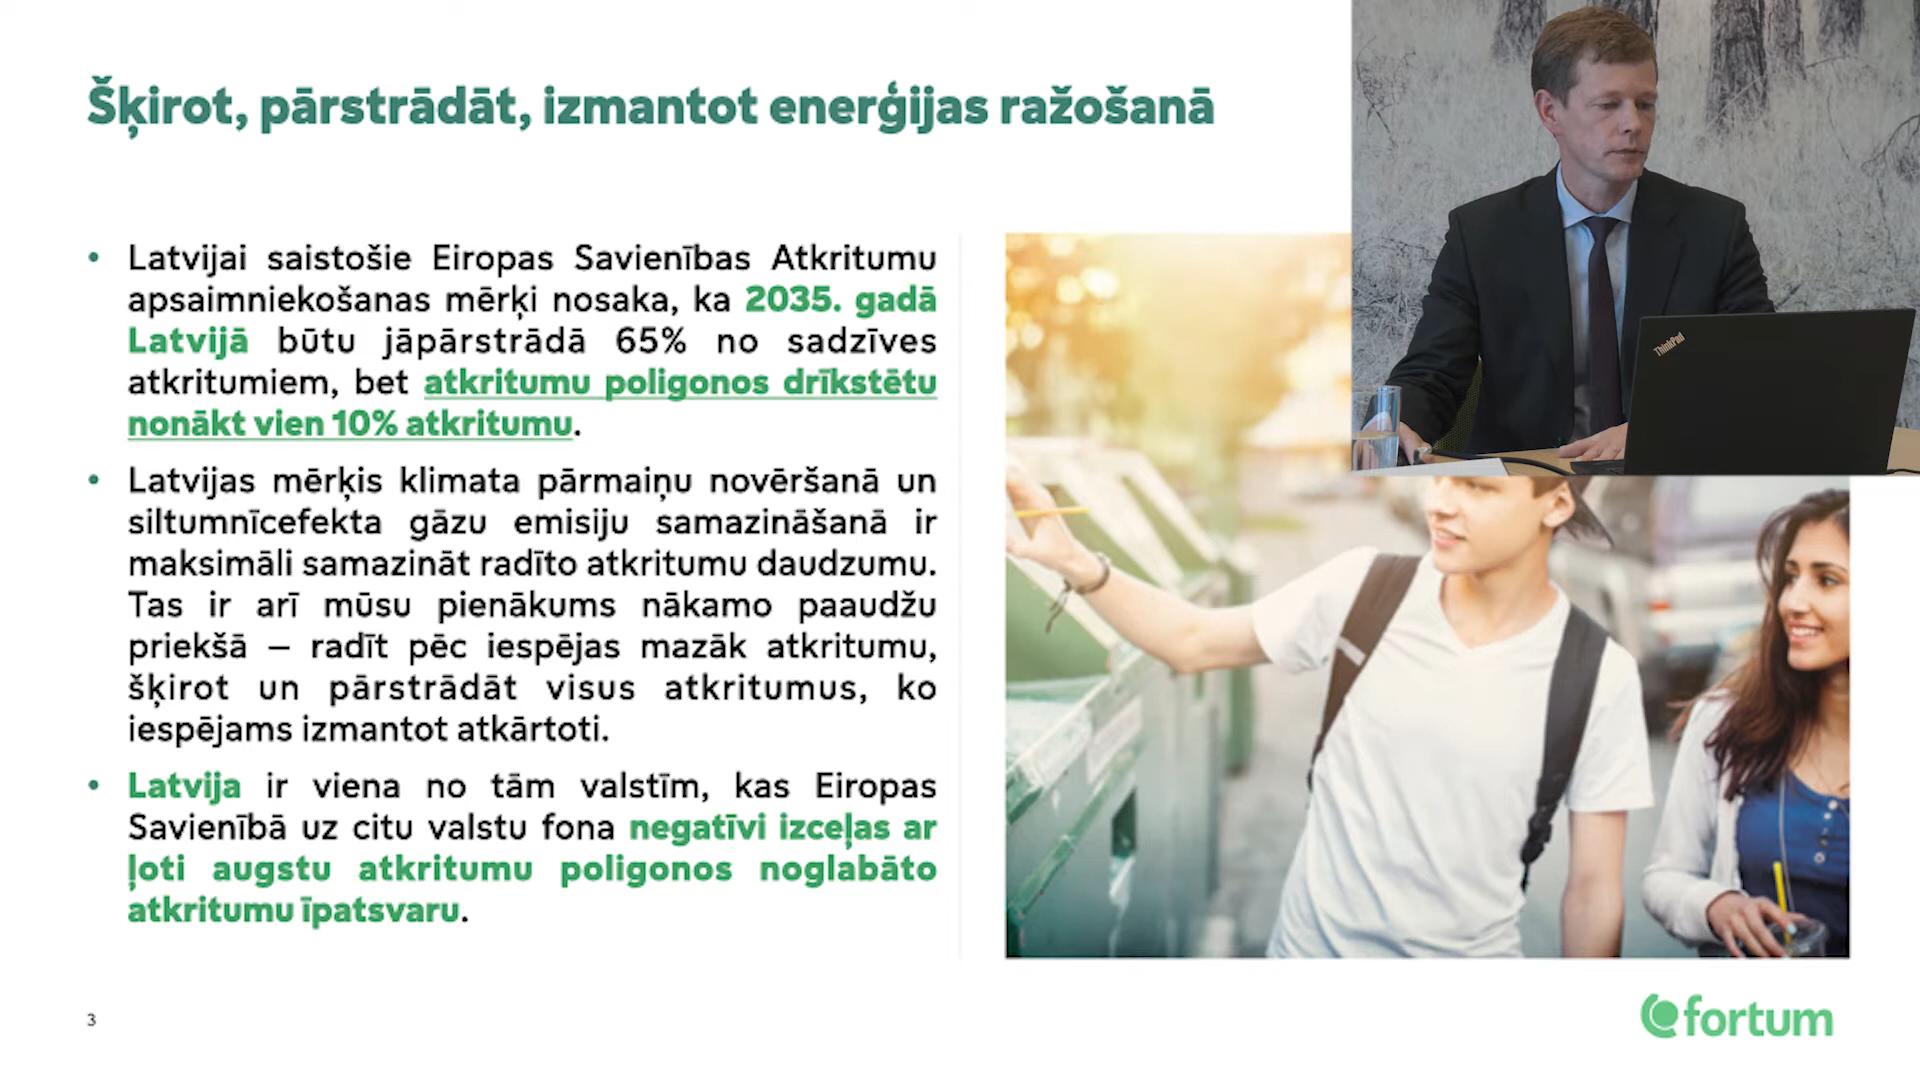 Šķirot, pārstrādāt, izmantot enerģijas ražošanā
• Latvijai saistošie Eiropas Savienības Atkritumu
apsaimniekošanas mērķi nosaka, ka 2035. gadā
Latvijā būtu jāpārstrādā 65% no sadzīves
atkritumiem, bet atkritumu poligonos drīkstētu
nonākt vien 10% atkritumu.
• Latvijas mērķis klimata pārmaiņu novēršanā un
siltumnīcefekta gāzu emisiju samazināšanā ir
maksimāli samazināt radīto atkritumu daudzumu.
Tas ir arī mūsu pienākums nākamo paaudžu
priekšā – radīt pēc iespējas mazāk atkritumu,
šķirot un pārstrādāt visus atkritumus, ko
iespējams izmantot atkārtoti.
• Latvija ir viena no tām valstīm, kas Eiropas
Savienībā uz citu valstu fona negatīvi izceļas ar
ļoti augstu atkritumu poligonos noglabāto
atkritumu īpatsvaru.
ThinkPad
3
fortum